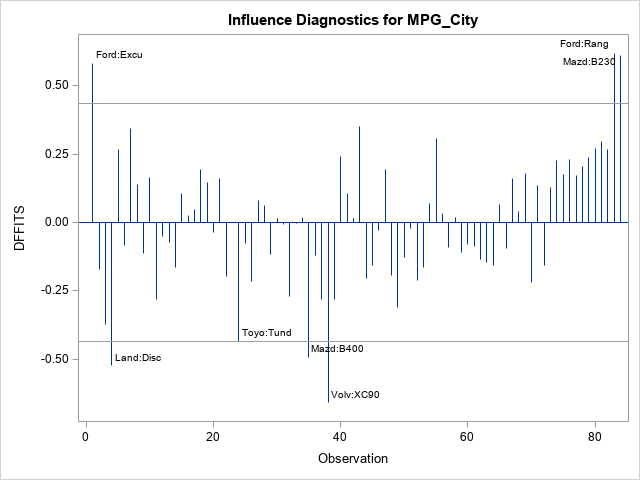 Influence Diagnostics for MPG_City
Ford:Excu
Ford:Rang
Mazd:B230
0.50
0.25
0.00
-0.25
-0.50
DFFITS
Toyo:Tund
Mazd:B400
Land:Disc
Volv:XC90
0 20 40 60 80
Observation